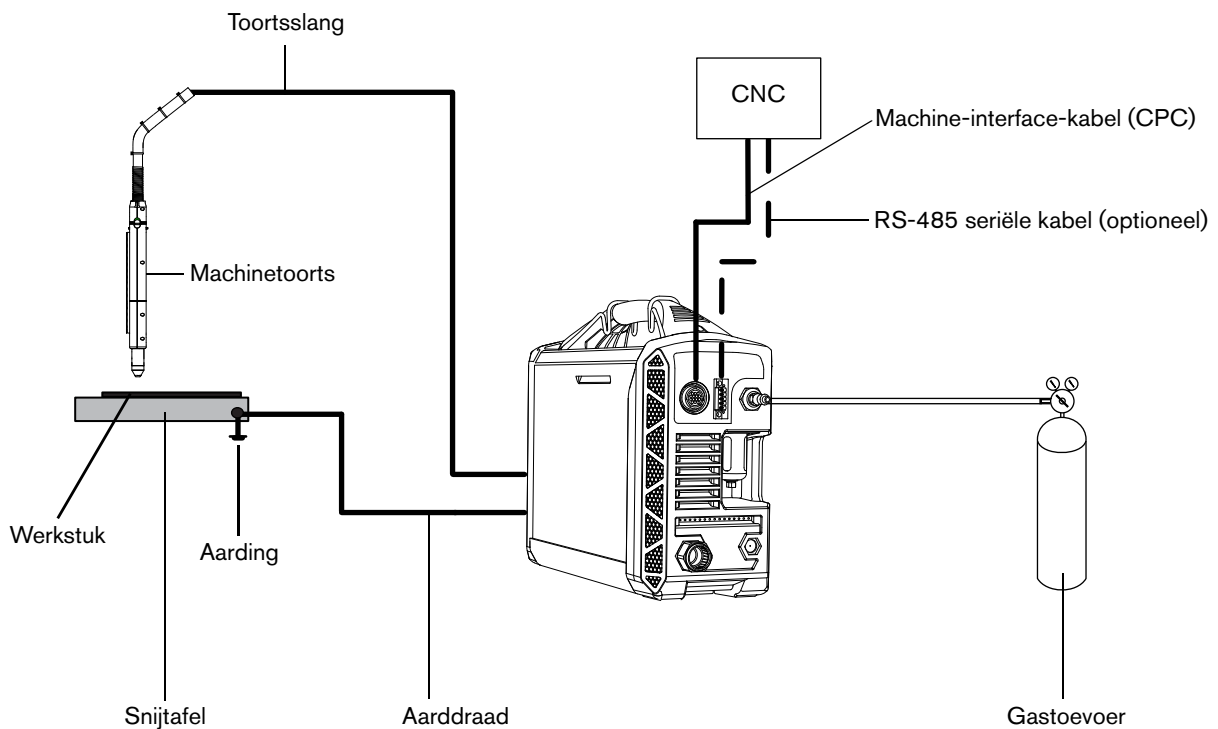 Toortsslang
CNC
Machine-interface-kabel (CPC)
RS-485 seriële kabel (optioneel)
Machinetoorts
Werkstuk
Aarding
Snijtafel
Aarddraad
Gastoevoer